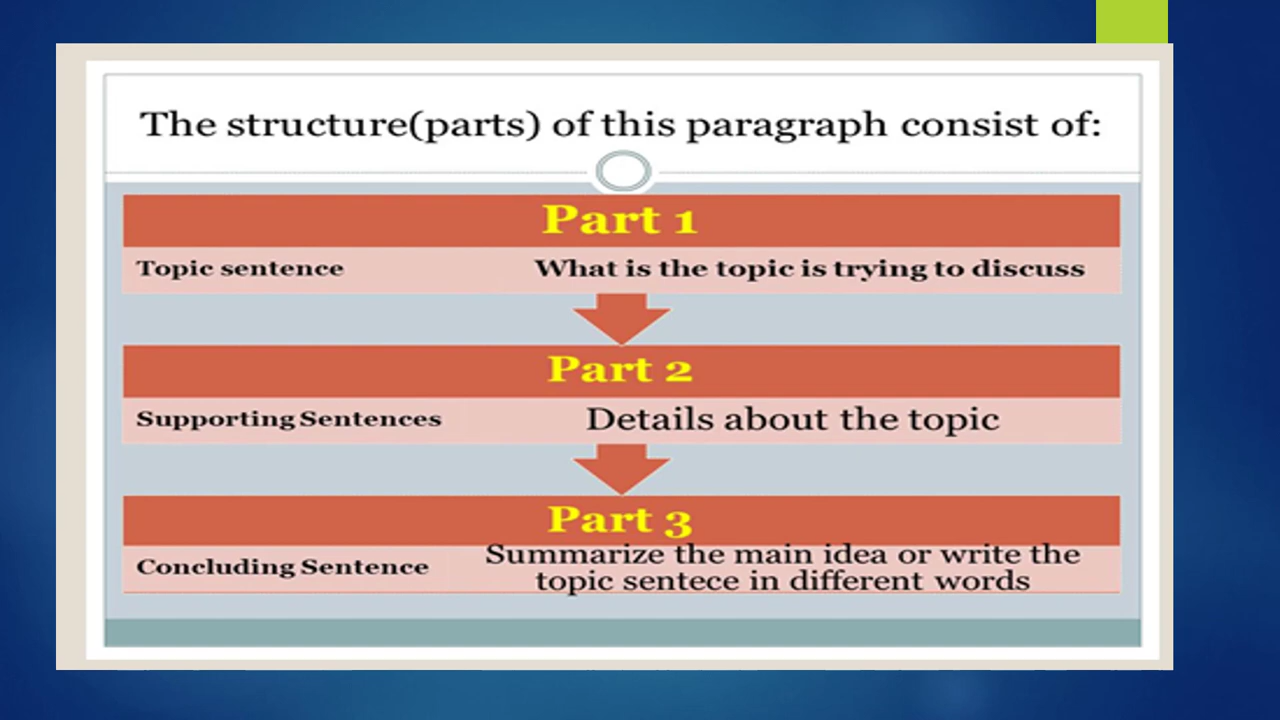 The structure(parts) of this paragraph consist of:
Part 1
Topic sentence What is the topic is trying to discuss
Part 2
Supporting Sentences Details about the topic
Part 3
Concluding Sentence Summarize the main idea or write the
topic sentece in different words